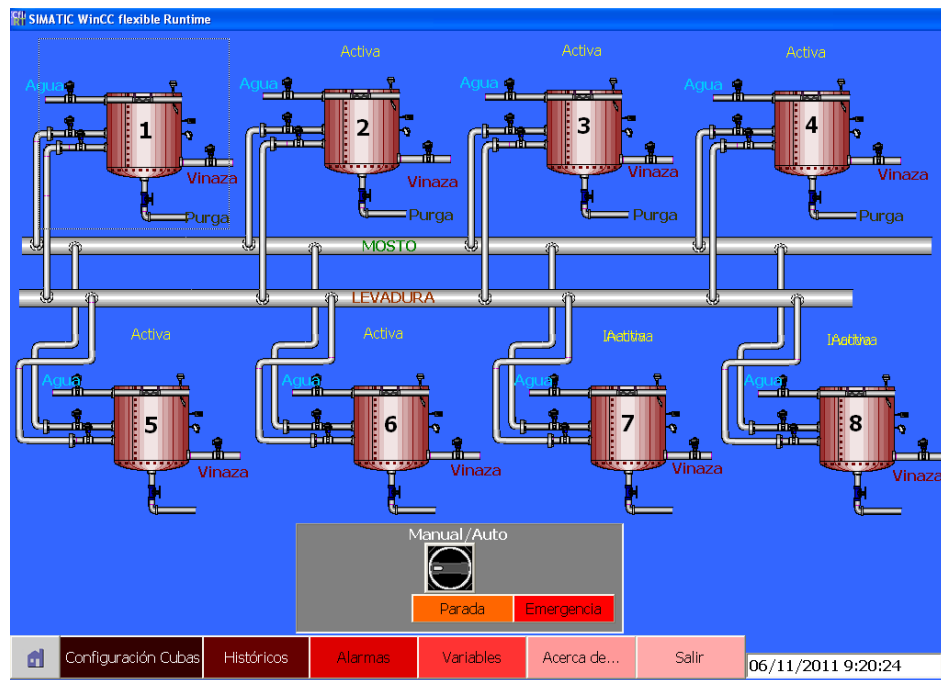 SIMATIC WinCC flexible Runtime
Activa
Activa
Activa
Agua
Agua
Agua
Agua
1
2
3
4
Vinaza
Vinaza
Vinaza
Vinaza
Purga
Purga
Purga
Purga
MOSTO
LEVADURA
Activa
Activa
Agua
Agua
Agua
Agua
5
6
7
8
Vinaza
Vinaza
Vinaza
Vinaza
Manual/Auto
Parada
Emergencia
Configuración Cubas
Históricos
Alarmas
Variables
Acerca de...
Salir
06/11/2011 9:20:24